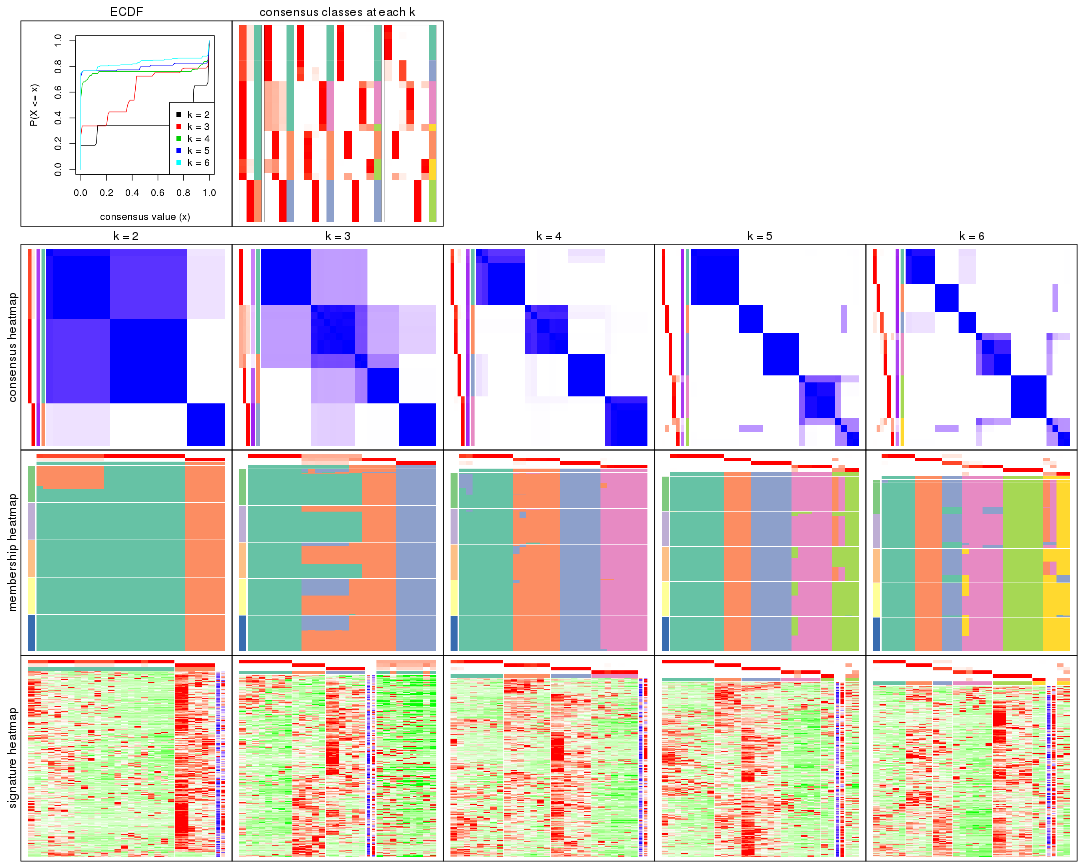 ECDF
consensus classes at each k
P(X <= x)
1.0
0.8
0.6
0.4
0.2
0.0
k = 2
k = 3
k = 4
k = 5
k = 6
0.0 0.2 0.4 0.6 0.8 1.0
consensus value (x)
k = 2 k = 3 k = 4 k = 5 k = 6
consensus heatmap
membership heatmap
signature heatmap